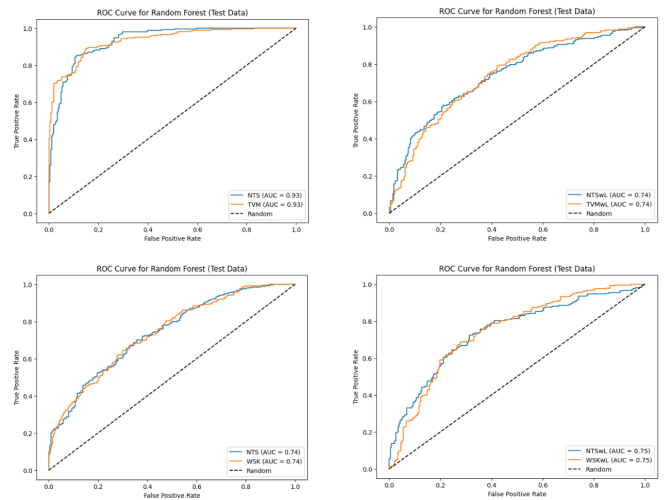 ROC Curve for Random Forest (Test Data)
True Positive Rate
1.0
0.8
0.6
0.4
0.2
0.0
NTS (AUC = 0.93)
TVM (AUC = 0.93)
Random
0.0 0.2 0.4 0.6 0.8 1.0
False Positive Rate
ROC Curve for Random Forest (Test Data)
True Positive Rate
1.0
0.8
0.6
0.4
0.2
0.0
NTSwL (AUC = 0.74)
TVMwL (AUC = 0.74)
Random
0.0 0.2 0.4 0.6 0.8 1.0
False Positive Rate
ROC Curve for Random Forest (Test Data)
True Positive Rate
1.0
0.8
0.6
0.4
0.2
0.0
NTS (AUC = 0.74)
WSK (AUC = 0.74)
Random
0.0 0.2 0.4 0.6 0.8 1.0
False Positive Rate
ROC Curve for Random Forest (Test Data)
True Positive Rate
1.0
0.8
0.6
0.4
0.2
0.0
NTSwL (AUC = 0.75)
WSKwL (AUC = 0.75)
Random
0.0 0.2 0.4 0.6 0.8 1.0
False Positive Rate